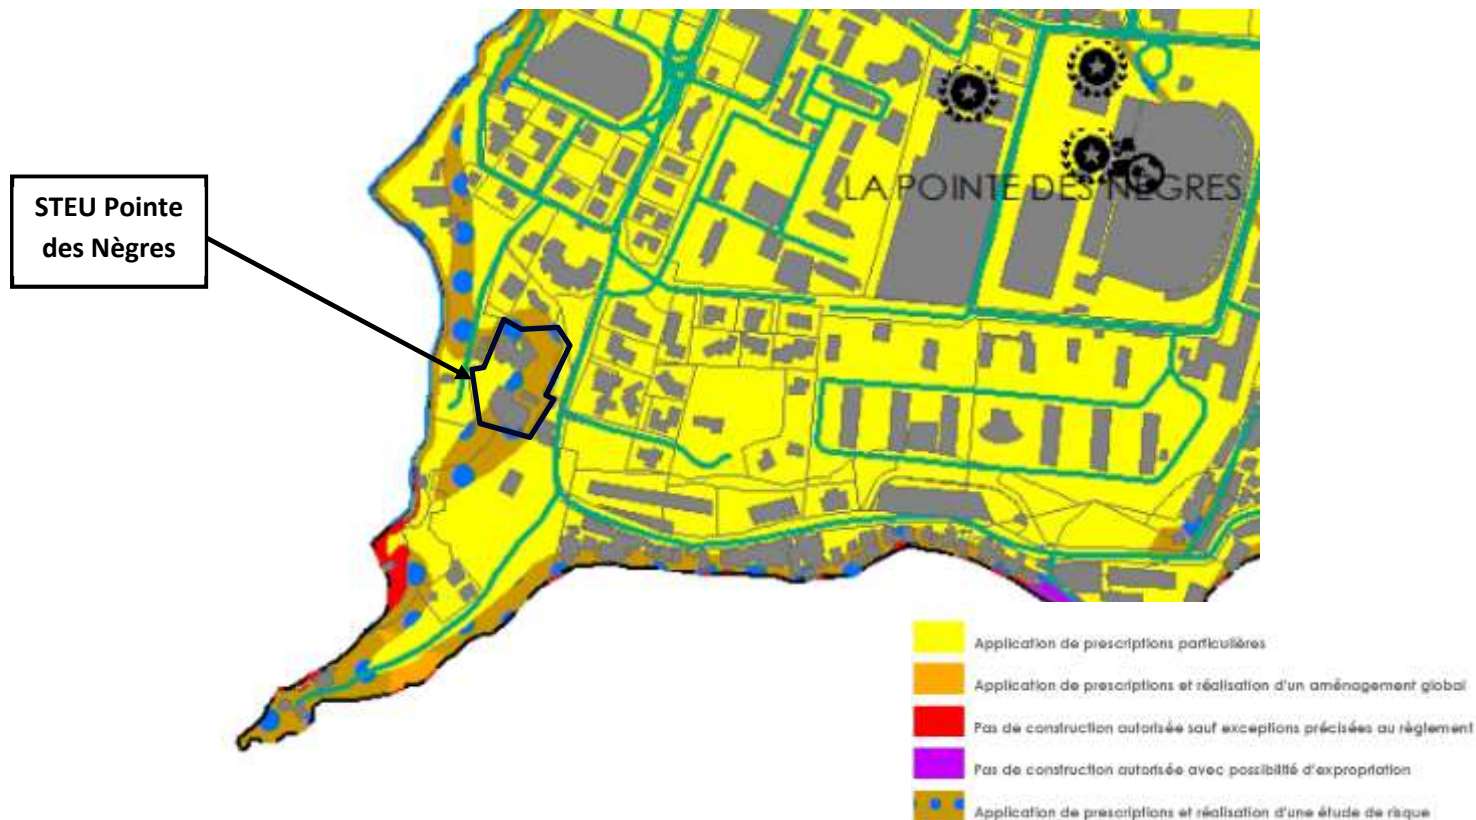 STEU Pointe
des Nègres
LA POINTE DES NEGRES
Application de prescriptions particulières
Application de prescriptions et réalisation d'un aménagement global
Pas de construction autorisée sauf exceptions précisées au règlement
Pas de construction autorisée avec possibilité d'expropriation
Application de prescriptions et réalisation d'une étude de risque